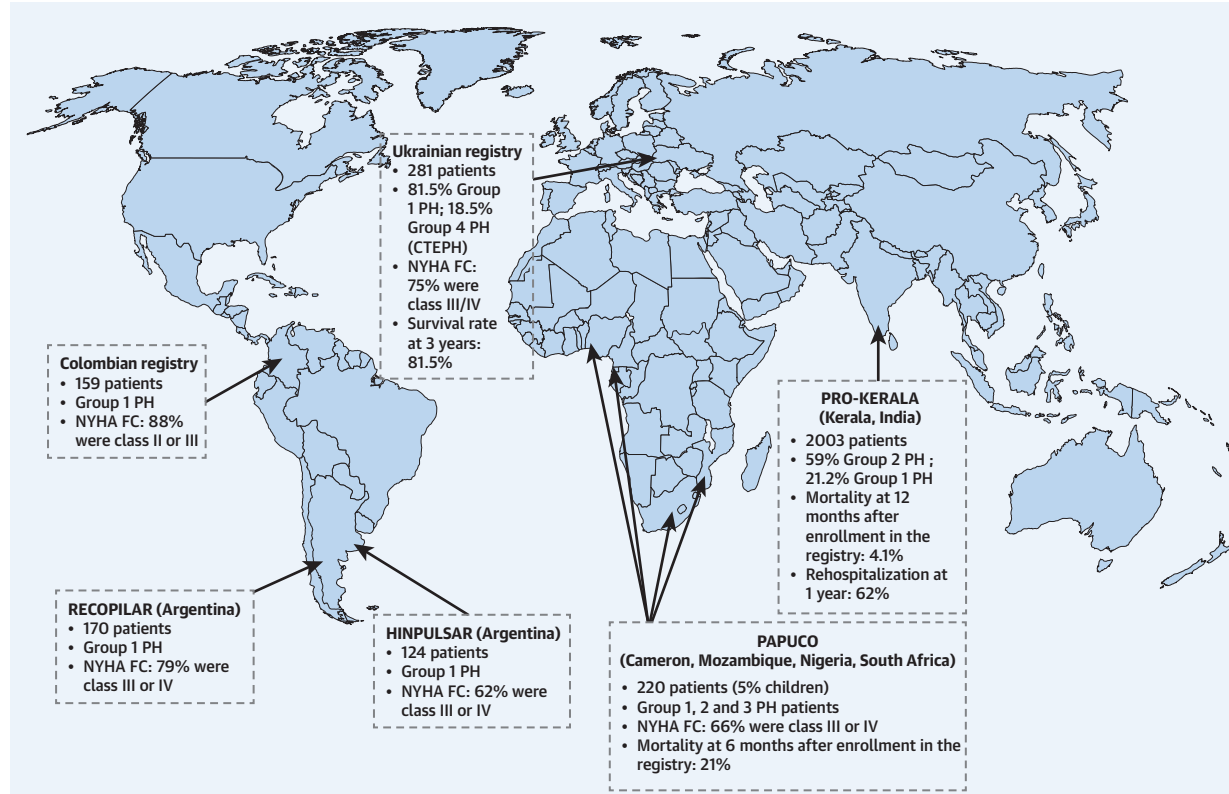 Ukrainian registry
• 281 patients
• 81.5% Group
1 PH; 18.5%
Group 4 PH
(CTEPH)
• NYHA FC:
75% were
class III/IV
• Survival rate
at 3 years:
81.5%
Colombian registry
• 159 patients
• Group 1 PH
• NYHA FC: 88%
were class II or III
PRO-KERALA
(Kerala, India)
• 2003 patients
• 59% Group 2 PH ;
21.2% Group 1 PH
• Mortality at 12
months after
enrollment in the
registry: 4.1%
• Rehospitalization at
1 year: 62%
RECOPILAR (Argentina)
• 170 patients
• Group 1 PH
• NYHA FC: 79% were
class III or IV
HINPULSAR (Argentina)
• 124 patients
• Group 1 PH
• NYHA FC: 62% were
class III or IV
PAPUCO
(Cameron, Mozambique, Nigeria, South Africa)
• 220 patients (5% children)
• Group 1, 2 and 3 PH patients
• NYHA FC: 66% were class III or IV
• Mortality at 6 months after enrollment in the
registry: 21%